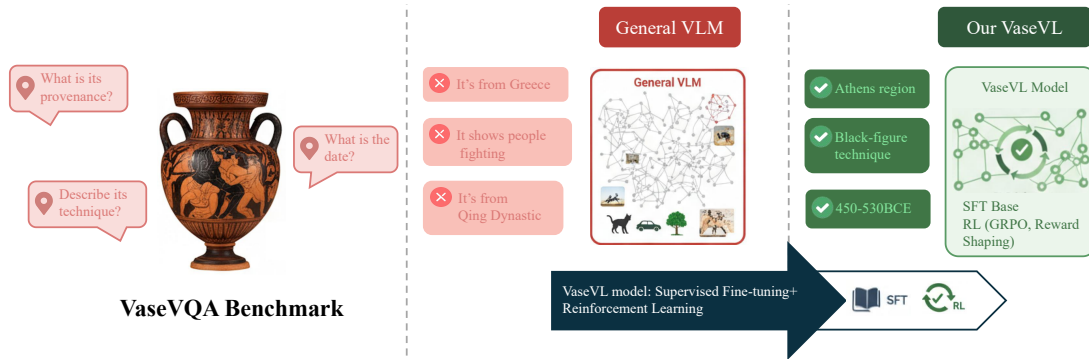 General VLM
Our VaseVL
What is its
provenance?
What is the
date?
Describe its
technique?
VaseVQA Benchmark
It's from Greece
It shows people
fighting
It's from
Qing Dynastic
General VLM
Athens region
Black-figure
technique
450-530BCE
VaseVL Model
SFT Base
RL (GRPO, Reward
Shaping)
VaseVL model: Supervised Fine-tuning+
Reinforcement Learning
SFT
RL